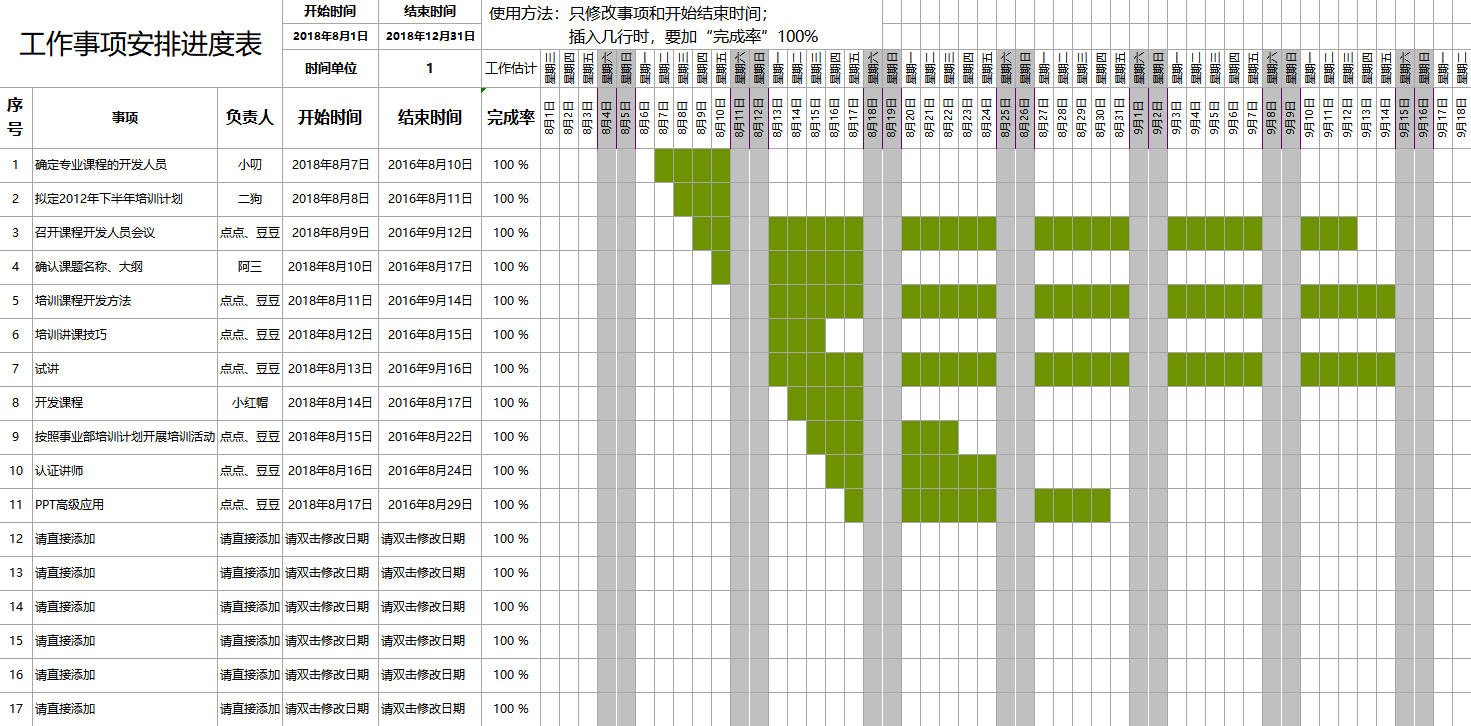 工作事项安排进度表
开始时间 结束时间
2018年8月1日 2018年12月31日
时间单位 1 工作估计
使用方法：只修改事项和开始结束时间；
插入几行时，要加“完成率”100%
星期三 星期四 星期五 星期六 星期日 星期一 星期二 星期三 星期四 星期五 星期六 星期日 星期一 星期二 星期三 星期四 星期五 星期六 星期日 星期一 星期二 星期三 星期四 星期五 星期六 星期日 星期一 星期二 星期三 星期四 星期五 星期六 星期日 星期一 星期二 星期三 星期四 星期五 星期六 星期日 星期一 星期二 星期三 星期四 星期五 星期六 星期日 星期一 星期二
序号 事项 负责人 开始时间 结束时间 完成率 8月1日 8月2日 8月3日 8月4日 8月5日 8月6日 8月7日 8月8日 8月9日 8月10日 8月11日 8月12日 8月13日 8月14日 8月15日 8月16日 8月17日 8月18日 8月19日 8月20日 8月21日 8月22日 8月23日 8月24日 8月25日 8月26日 8月27日 8月28日 8月29日 8月30日 8月31日 9月1日 9月2日 9月3日 9月4日 9月5日 9月6日 9月7日 9月8日 9月9日 9月10日 9月11日 9月12日 9月13日 9月14日 9月15日 9月16日 9月17日 9月18日
1 确定专业课程的开发人员 小叨 2018年8月7日 2016年8月10日 100 %
2 拟定2012年下半年培训计划 二狗 2018年8月8日 2016年8月11日 100 %
3 召开课程开发人员会议 点点、豆豆 2018年8月9日 2016年9月12日 100 %
4 确认课题名称、大纲 阿三 2018年8月10日 2016年8月17日 100 %
5 培训课程开发方法 点点、豆豆 2018年8月11日 2016年9月14日 100 %
6 培训讲课技巧 点点、豆豆 2018年8月12日 2016年8月15日 100 %
7 试讲 点点、豆豆 2018年8月13日 2016年9月16日 100 %
8 开发课程 小红帽 2018年8月14日 2016年8月17日 100 %
9 按照事业部培训计划开展培训活动 点点、豆豆 2018年8月15日 2016年8月22日 100 %
10 认证讲师 点点、豆豆 2018年8月16日 2016年8月24日 100 %
11 PPT高级应用 点点、豆豆 2018年8月17日 2016年8月29日 100 %
12 请直接添加 请直接添加 请双击修改日期 请双击修改日期 100 %
13 请直接添加 请直接添加 请双击修改日期 请双击修改日期 100 %
14 请直接添加 请直接添加 请双击修改日期 请双击修改日期 100 %
15 请直接添加 请直接添加 请双击修改日期 请双击修改日期 100 %
16 请直接添加 请直接添加 请双击修改日期 请双击修改日期 100 %
17 请直接添加 请直接添加 请双击修改日期 请双击修改日期 100 %